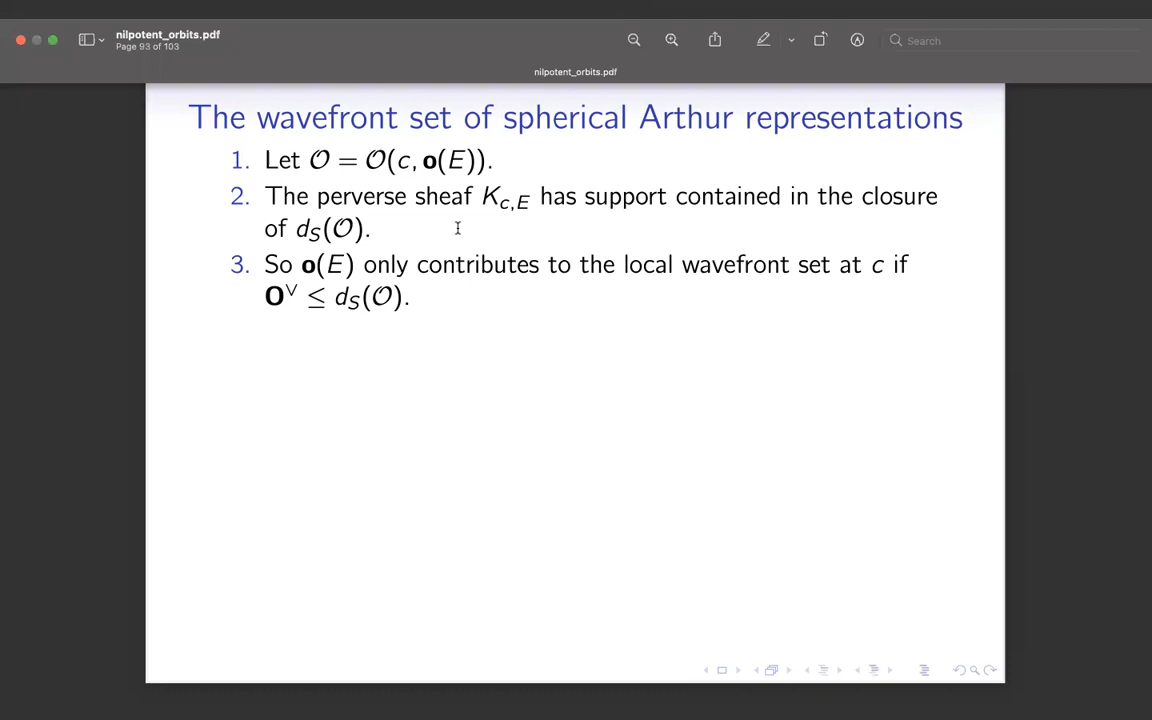 nilpotent_orbits.pdf
Page 93 of 103
Search
nilpotent_orbits.pdf
The wavefront set of spherical Arthur representations
1. Let 𝒪 = 𝒪(c, 𝐨(E)).
2. The perverse sheaf K_{c,E} has support contained in the closure
of d_S(𝒪).
3. So 𝐨(E) only contributes to the local wavefront set at c if
𝐎^∨ ≤ d_S(𝒪).